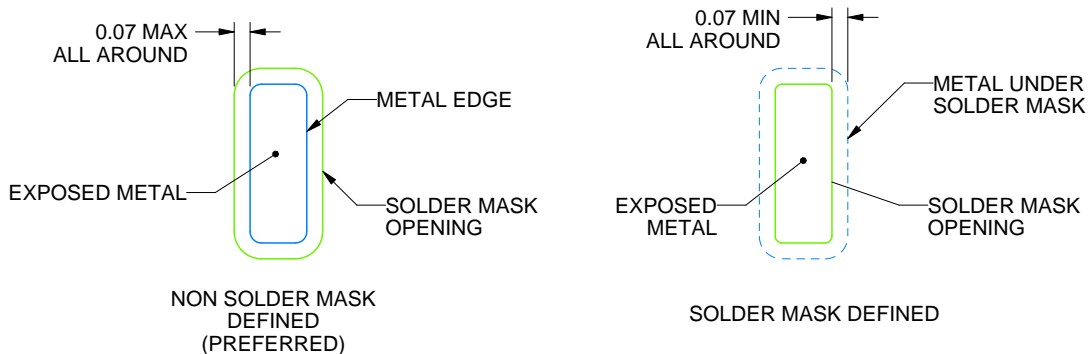 0.07 MAX
ALL AROUND
METAL EDGE
EXPOSED METAL
SOLDER MASK
OPENING
NON SOLDER MASK
DEFINED
(PREFERRED)
0.07 MIN
ALL AROUND
METAL UNDER
SOLDER MASK
EXPOSED
METAL
SOLDER MASK
OPENING
SOLDER MASK DEFINED